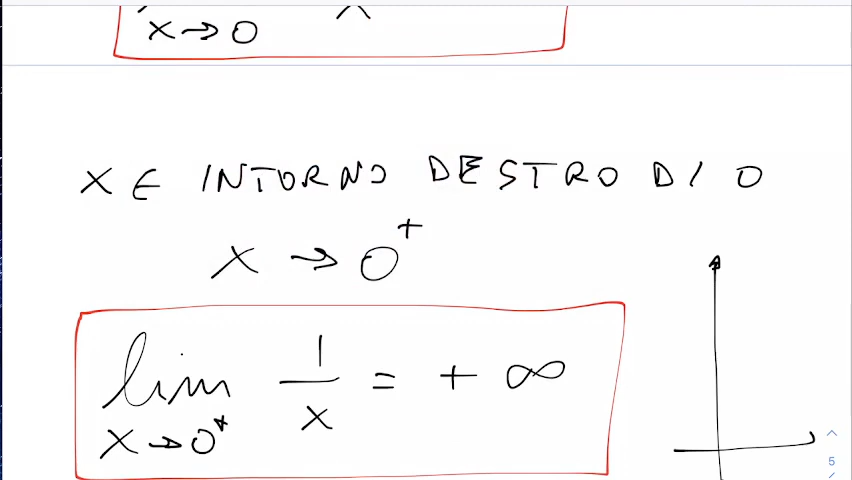 x→0
X ∈ INTORNO DESTRO DI 0
x → 0⁺
lim 1/x = + ∞
x→0⁺
5